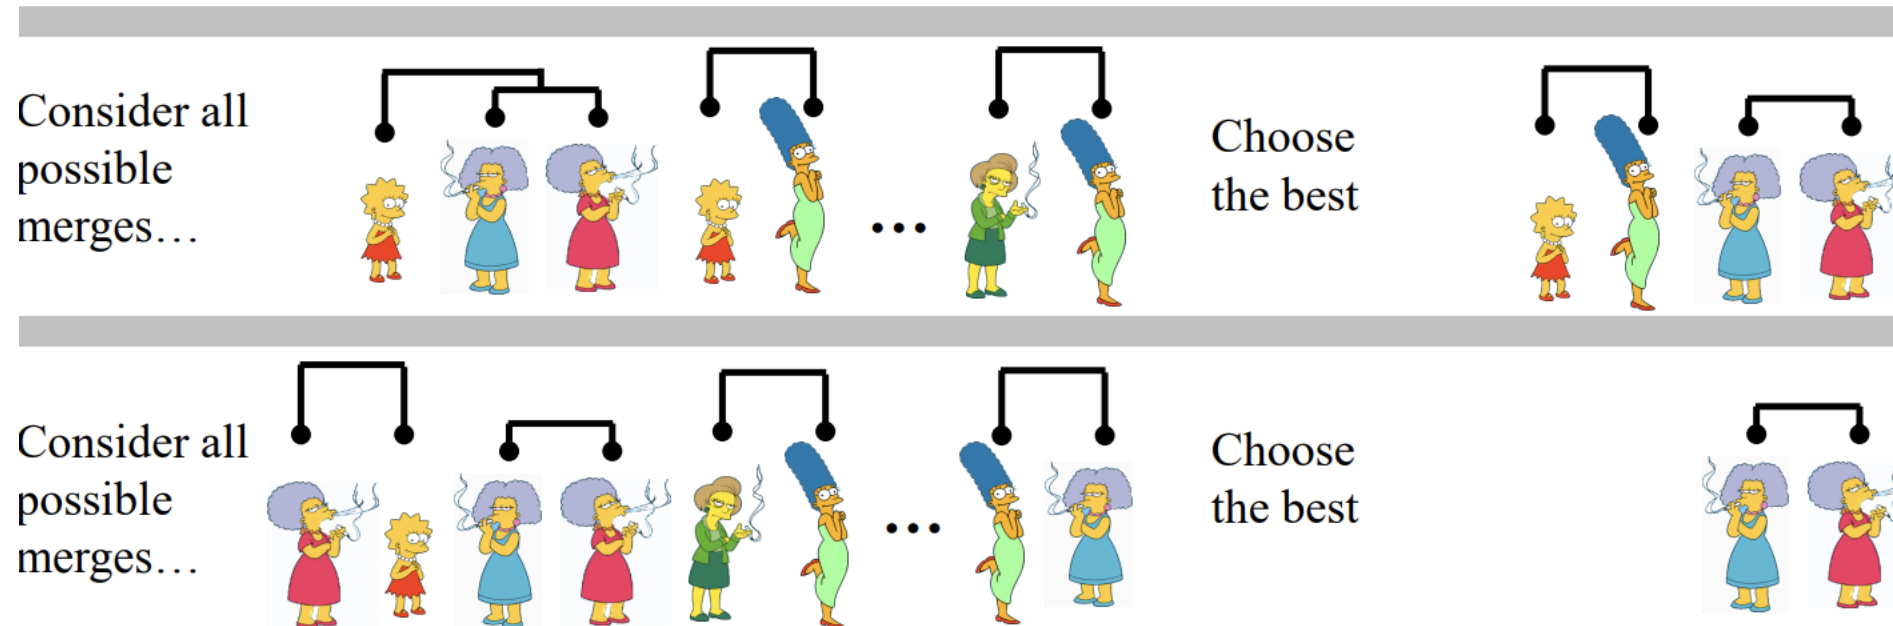 Consider all
possible
merges…
…
Choose
the best
Consider all
possible
merges…
…
Choose
the best